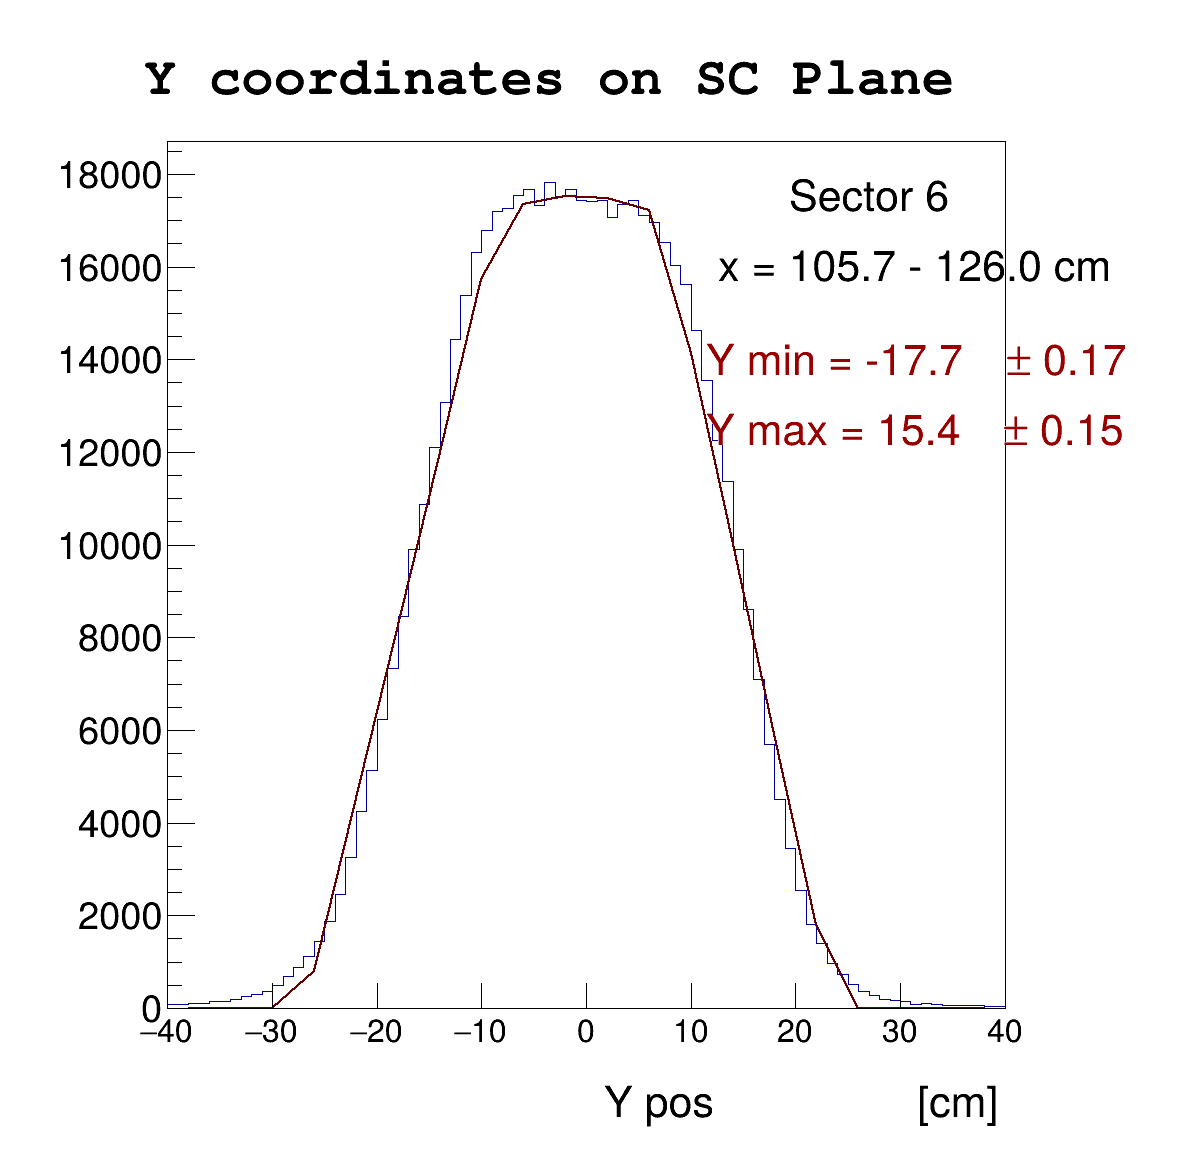 Y coordinates on SC Plane
18000
16000
14000
12000
10000
8000
6000
4000
2000
0
Sector 6
x = 105.7 - 126.0 cm
Y min = -17.7 ± 0.17
Y max = 15.4 ± 0.15
−40 −30 −20 −10 0 10 20 30 40
Y pos [cm]